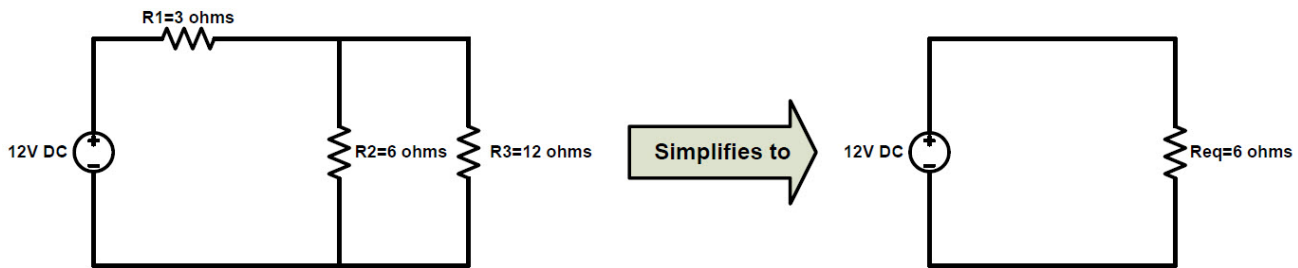 R1=3 ohms
12V DC
+
-
R2=6 ohms
R3=12 ohms
Simplifies to
12V DC
+
-
Req=6 ohms